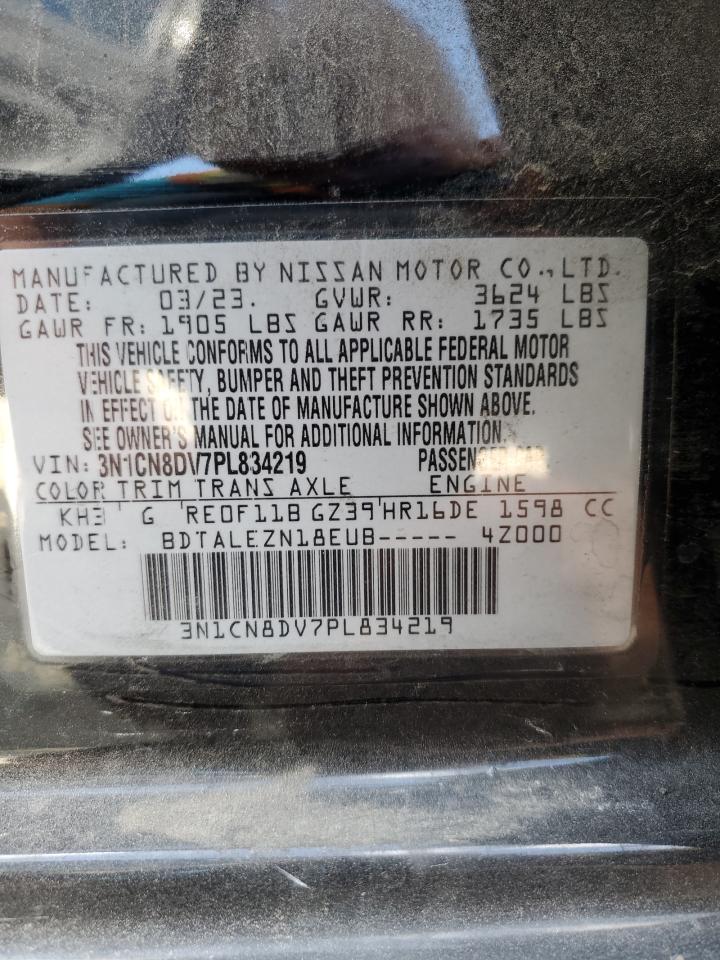 MANUFACTURED BY NISSAN MOTOR CO., LTD.
DATE: 03/23. GVWR: 3624 LBS
GAWR FR: 1905 LBS GAWR RR: 1735 LBS
THIS VEHICLE CONFORMS TO ALL APPLICABLE FEDERAL MOTOR
VEHICLE SAFETY, BUMPER AND THEFT PREVENTION STANDARDS
IN EFFECT ON THE DATE OF MANUFACTURE SHOWN ABOVE.
SEE OWNER'S MANUAL FOR ADDITIONAL INFORMATION.
VIN: 3N1CN8DV7PL834219 PASSENGER CAR
COLOR TRIM TRANS AXLE ENGINE
KH3 G RE0F11B GZ39 HR16DE 1598 CC
MODEL: BDTALEZN18EUB----- 4Z000
3N1CN8DV7PL834219